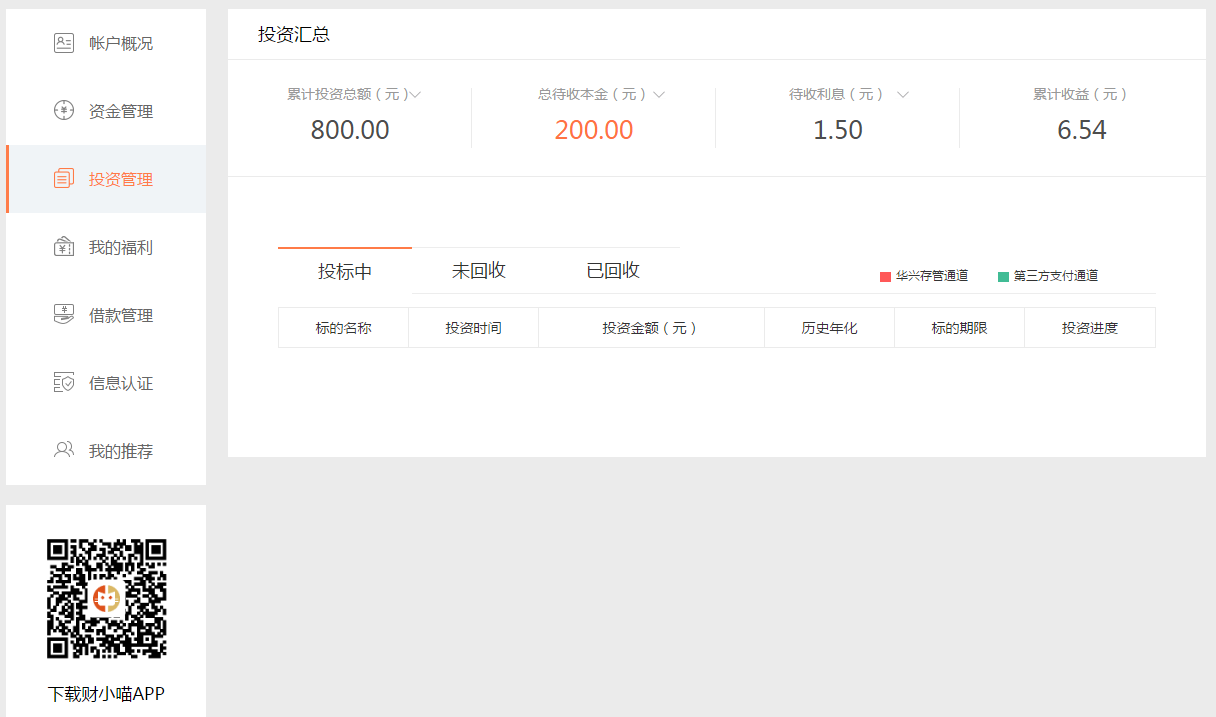 帐户概况
资金管理
投资管理
我的福利
借款管理
信息认证
我的推荐
下载财小喵APP
投资汇总
累计投资总额（元） 总待收本金（元） 待收利息（元） 累计收益（元）
800.00 200.00 1.50 6.54
投标中 未回收 已回收 华兴存管通道 第三方支付通道
标的名称 投资时间 投资金额（元） 历史年化 标的期限 投资进度